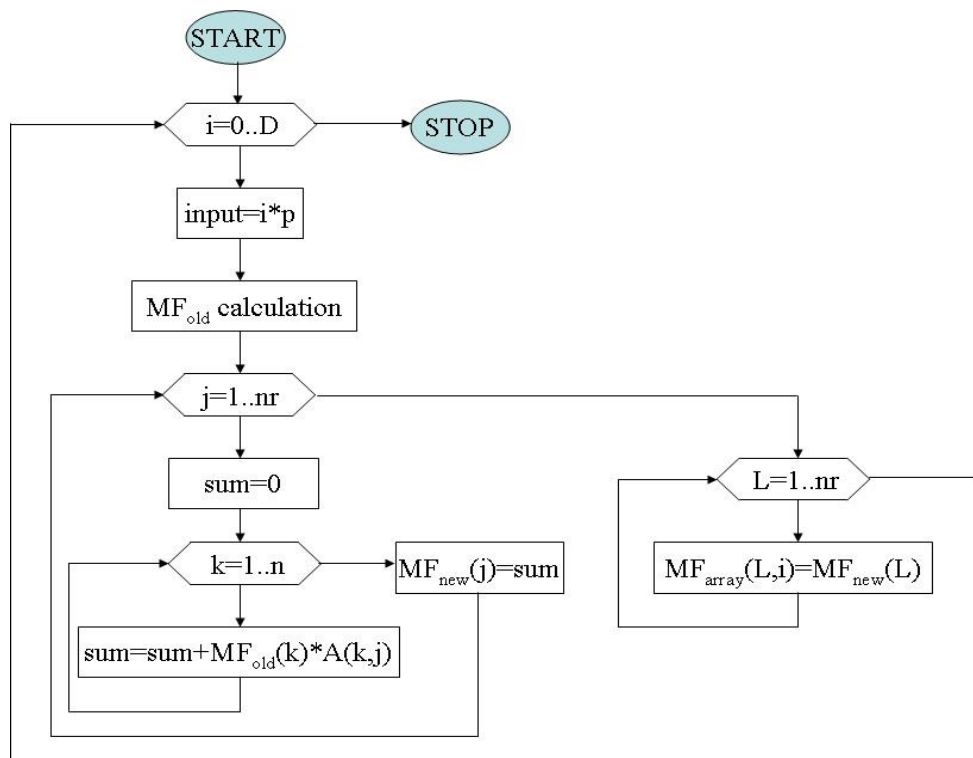 START
i=0..D
STOP
input=i*p
MFold calculation
j=1..nr
sum=0
L=1..nr
k=1..n
MFnew(j)=sum
MFarray(L,i)=MFnew(L)
sum=sum+MFold(k)*A(k,j)